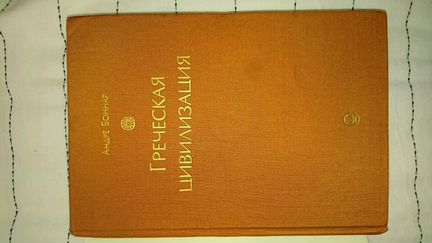 Андре Боннар
Греческая
цивилизация